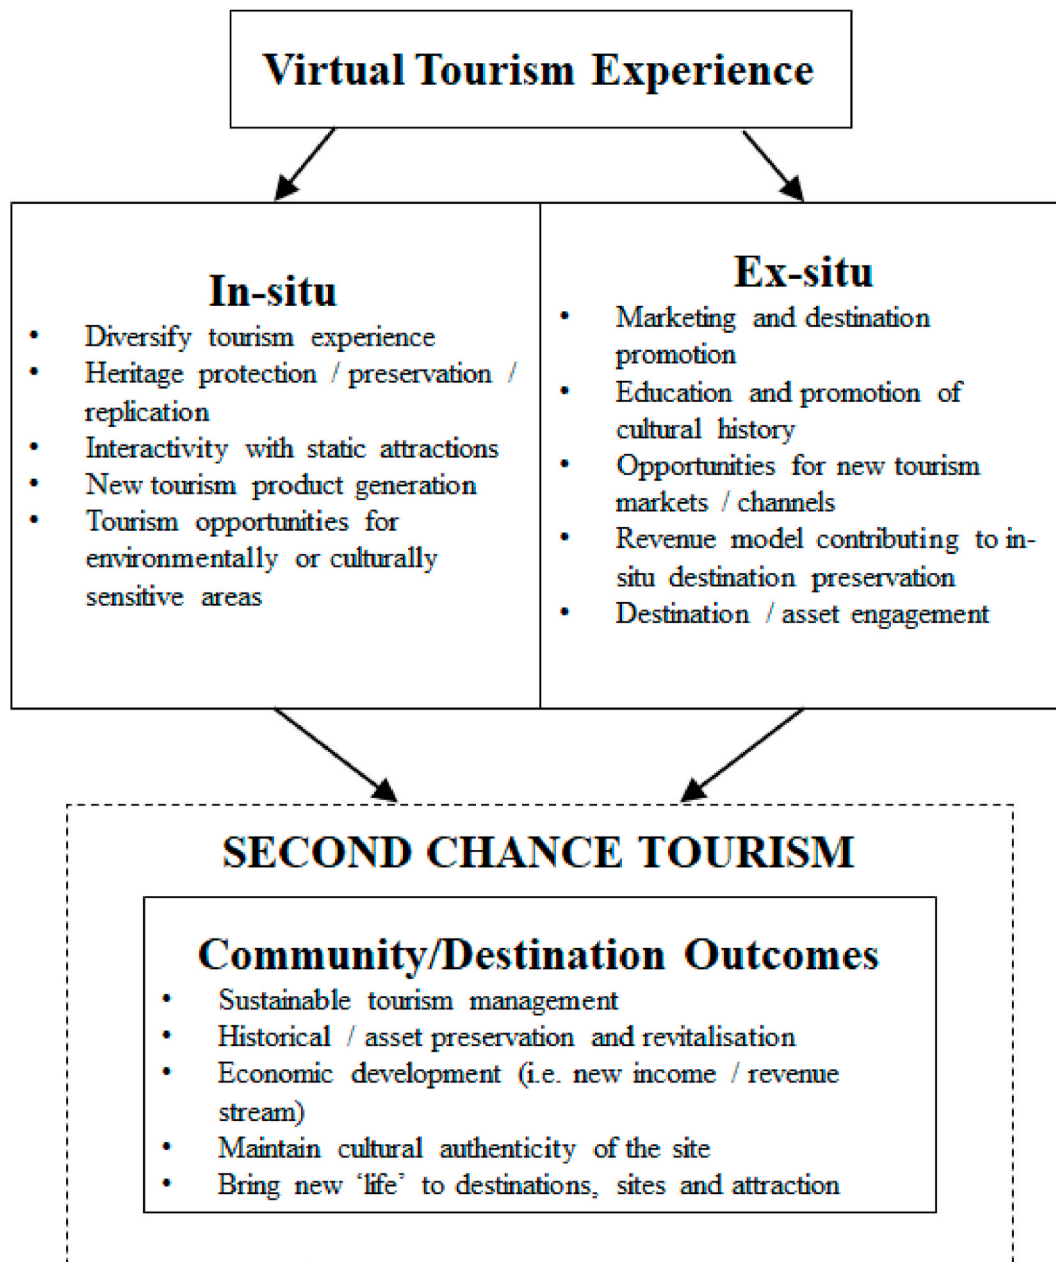 Virtual Tourism Experience
In-situ
• Diversify tourism experience
• Heritage protection / preservation /
replication
• Interactivity with static attractions
• New tourism product generation
• Tourism opportunities for
environmentally or culturally
sensitive areas
Ex-situ
• Marketing and destination
promotion
• Education and promotion of
cultural history
• Opportunities for new tourism
markets / channels
• Revenue model contributing to in-
situ destination preservation
• Destination / asset engagement
SECOND CHANCE TOURISM
Community/Destination Outcomes
• Sustainable tourism management
• Historical / asset preservation and revitalisation
• Economic development (i.e. new income / revenue
stream)
• Maintain cultural authenticity of the site
• Bring new ‘life’ to destinations, sites and attraction